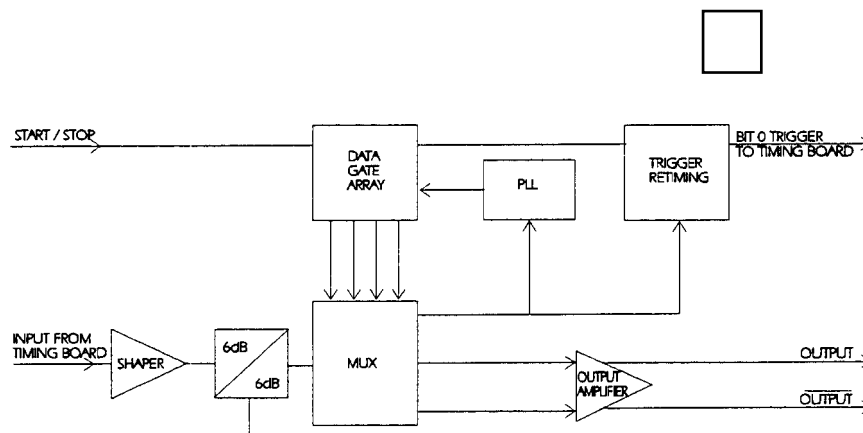 START / STOP
DATA
GATE
ARRAY
PLL
TRIGGER
RETIMING
BIT 0 TRIGGER
TO TIMING BOARD
INPUT FROM
TIMING BOARD
SHAPER
6dB
6dB
MUX
OUTPUT
AMPLIFIER
OUTPUT
OUTPUT